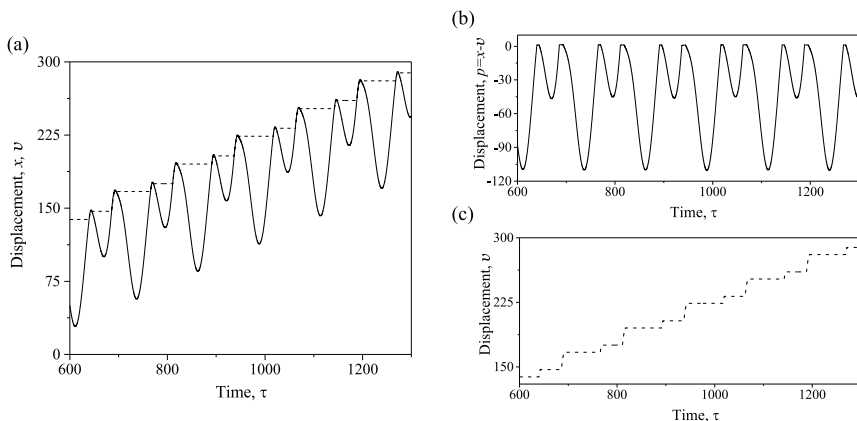 (a)
300
225
150
75
0
600
800
1000
1200
Displacement, x, υ
Time, τ
(b)
0
-30
-60
-90
-120
600
800
1000
1200
Displacement, p=x-υ
Time, τ
(c)
300
225
150
600
800
1000
1200
Displacement, υ
Time, τ